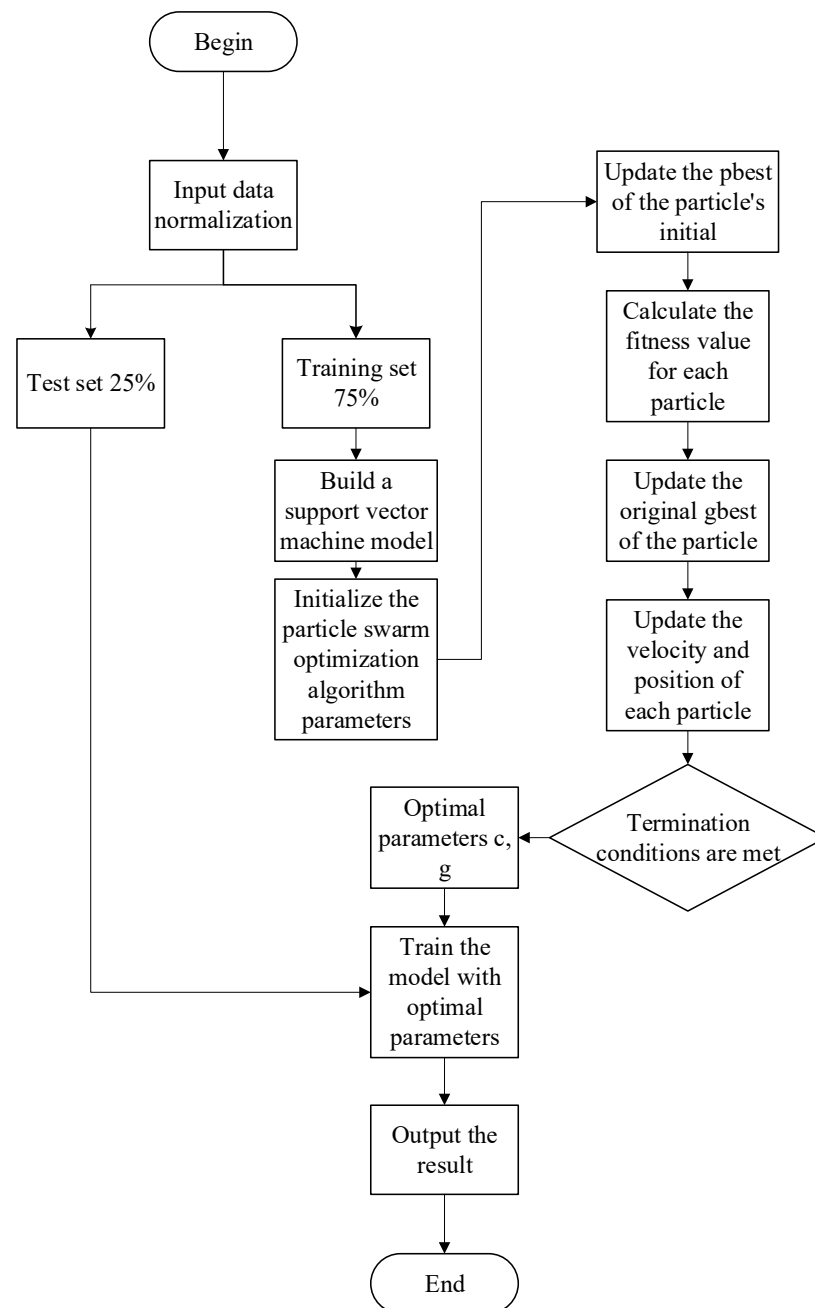 Begin
Input data
normalization
Test set 25%
Training set
75%
Build a
support vector
machine model
Initialize the
particle swarm
optimization
algorithm
parameters
Update the pbest
of the particle's
initial
Calculate the
fitness value
for each
particle
Update the
original gbest
of the particle
Update the
velocity and
position of
each particle
Termination
conditions are met
Optimal
parameters c,
g
Train the
model with
optimal
parameters
Output the
result
End